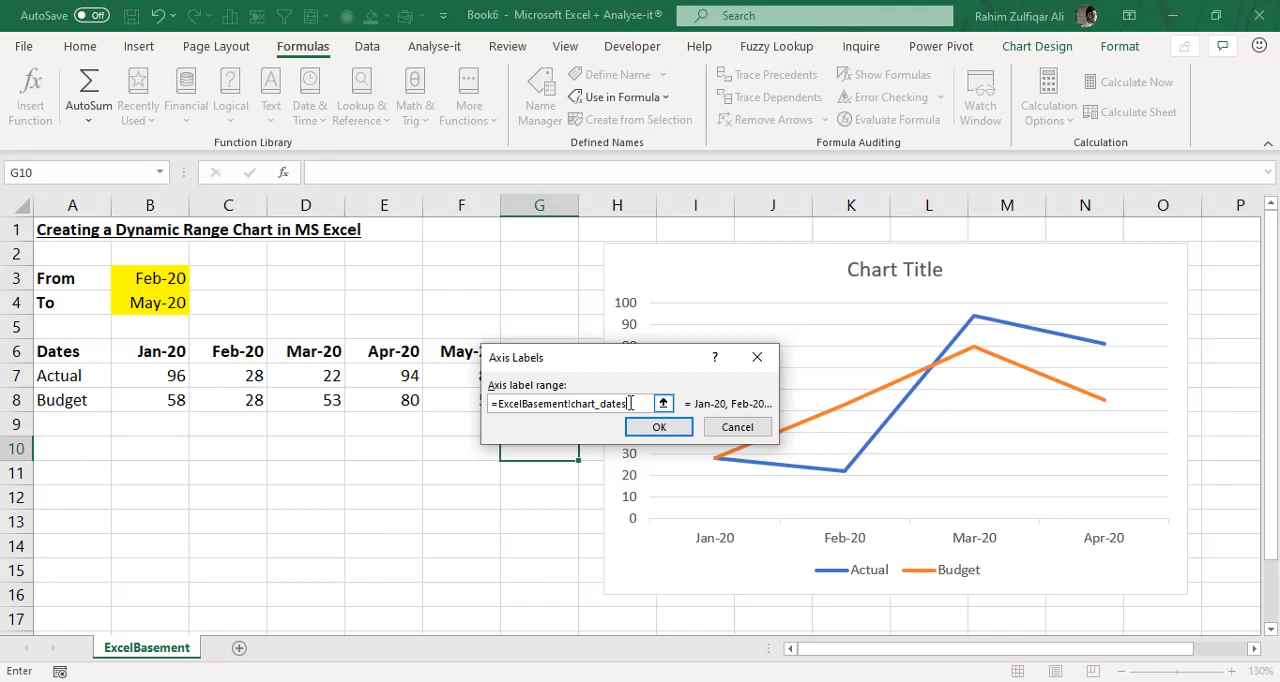 AutoSave Off Book6 - Microsoft Excel + Analyse-it® Search Rahim Zulfiqar Ali
File Home Insert Page Layout Formulas Data Analyse-it Review View Developer Help Fuzzy Lookup Inquire Power Pivot Chart Design Format
fx Σ A θ
Insert Function AutoSum Recently Used Financial Logical Text Date & Time Lookup & Reference Math & Trig More Functions
Function Library
Name Manager Define Name Use in Formula Create from Selection
Defined Names
Trace Precedents Trace Dependents Remove Arrows Show Formulas Error Checking Evaluate Formula Watch Window
Formula Auditing
Calculation Options Calculate Now Calculate Sheet
Calculation
G10 fx
A B C D E F G H I J K L M N O P
1 Creating a Dynamic Range Chart in MS Excel
2
3 From Feb-20
4 To May-20
5
6 Dates Jan-20 Feb-20 Mar-20 Apr-20 May-
7 Actual 96 28 22 94
8 Budget 58 28 53 80
9
10
11
12
13
14
15
16
17
Chart Title
100
90
30
20
10
0
Jan-20 Feb-20 Mar-20 Apr-20
Actual Budget
Axis Labels ?
Axis label range:
=ExcelBasement!chart_dates = Jan-20, Feb-20...
OK Cancel
ExcelBasement
Enter 130%